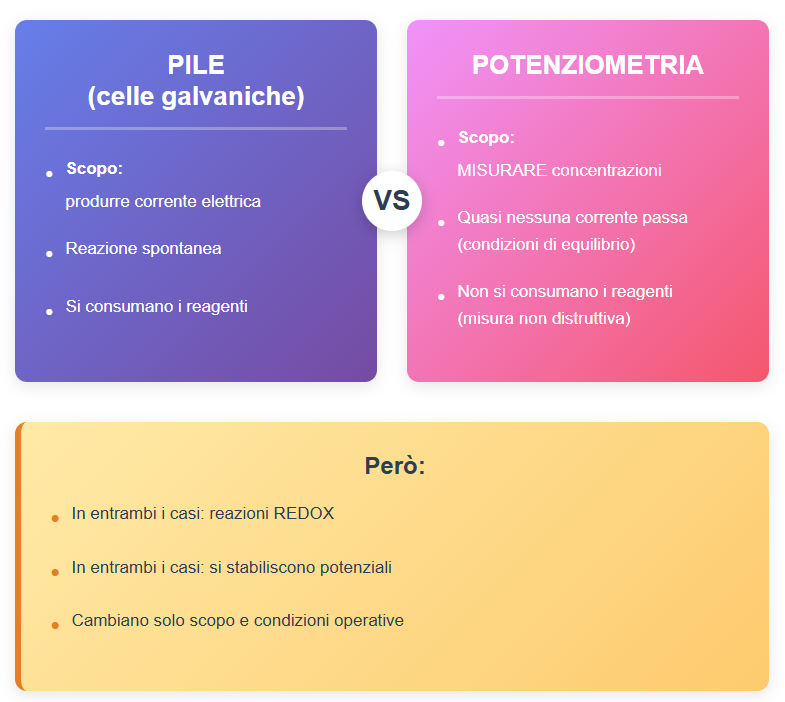 PILE
(celle galvaniche)
• Scopo:
produrre corrente elettrica
• Reazione spontanea
• Si consumano i reagenti
VS
POTENZIOMETRIA
• Scopo:
MISURARE concentrazioni
• Quasi nessuna corrente passa
(condizioni di equilibrio)
• Non si consumano i reagenti
(misura non distruttiva)
Però:
• In entrambi i casi: reazioni REDOX
• In entrambi i casi: si stabiliscono potenziali
• Cambiano solo scopo e condizioni operative